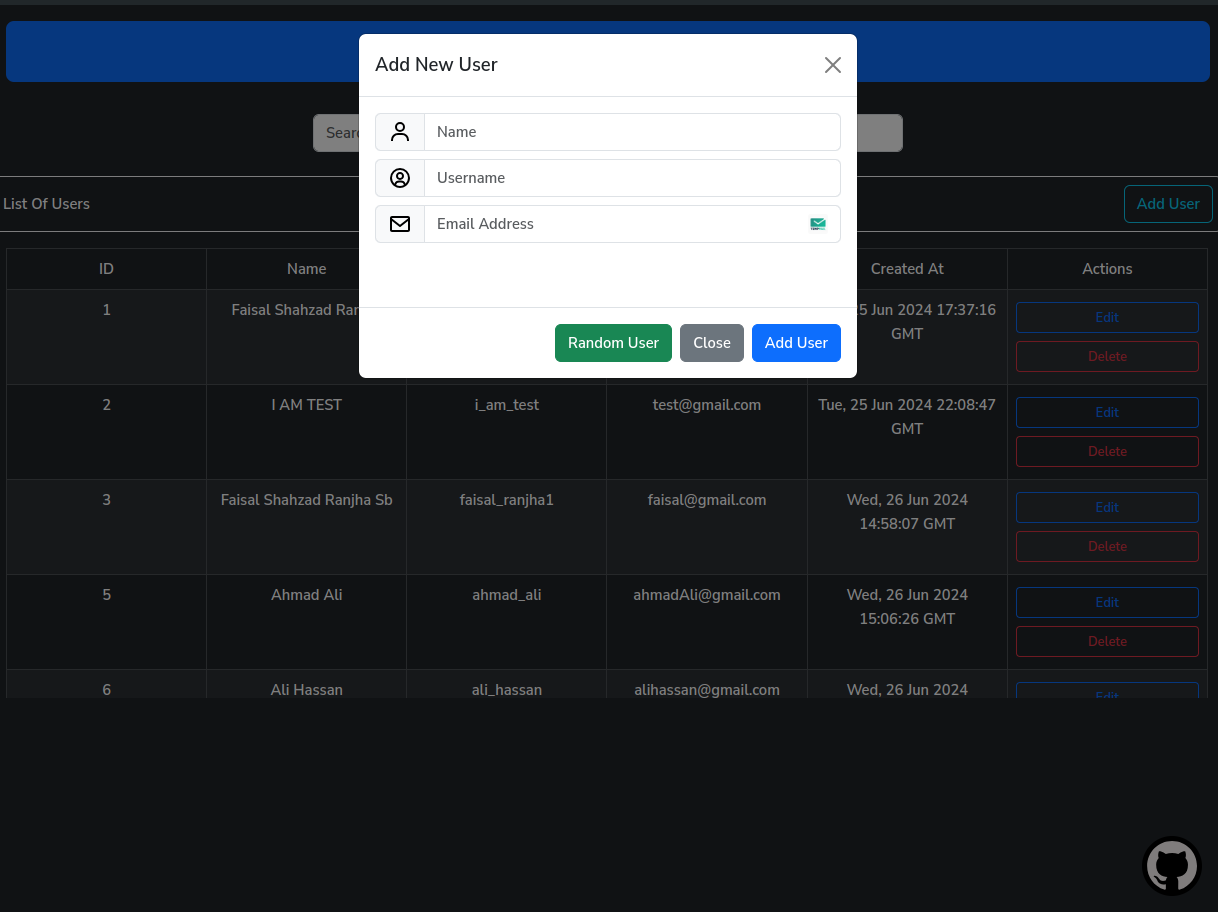 Add New User
Name
Username
Email Address
Random User Close Add User
List Of Users
Add User
ID Name Created At Actions
1 Faisal Shahzad 25 Jun 2024 17:37:16 Edit
GMT
Delete
2 I AM TEST i_am_test test@gmail.com Tue, 25 Jun 2024 22:08:47 Edit
GMT
Delete
3 Faisal Shahzad Ranjha Sb faisal_ranjha1 faisal@gmail.com Wed, 26 Jun 2024 Edit
14:58:07 GMT
Delete
5 Ahmad Ali ahmad_ali ahmadAli@gmail.com Wed, 26 Jun 2024 Edit
15:06:26 GMT
Delete
6 Ali Hassan ali_hassan alihassan@gmail.com Wed, 26 Jun 2024 Edit